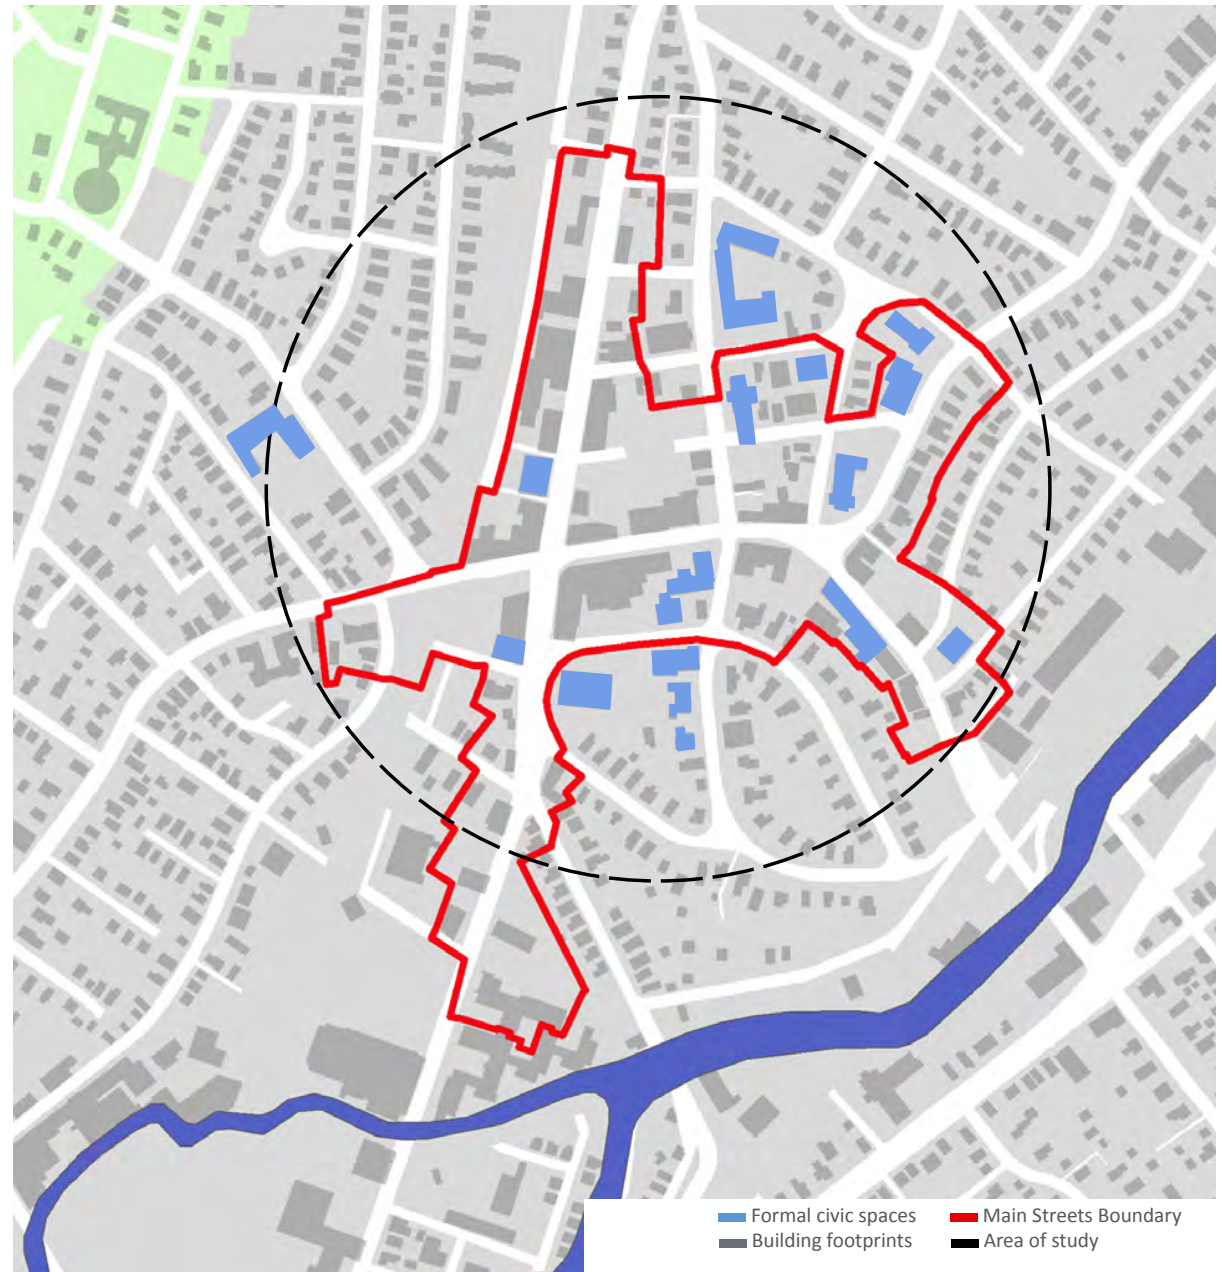 Formal civic spaces
Main Streets Boundary
Building footprints
Area of study